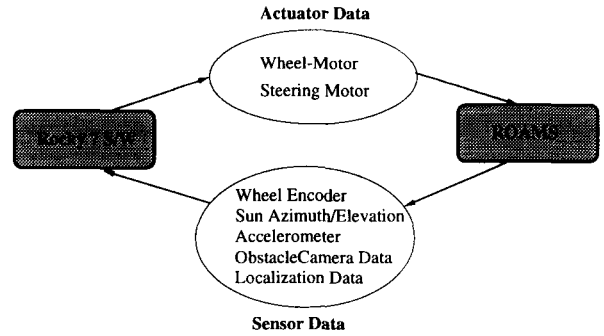 Actuator Data
Wheel-Motor
Steering Motor
Rocky 7 S/W
ROAMS
Wheel Encoder
Sun Azimuth/Elevation
Accelerometer
ObstacleCamera Data
Localization Data
Sensor Data